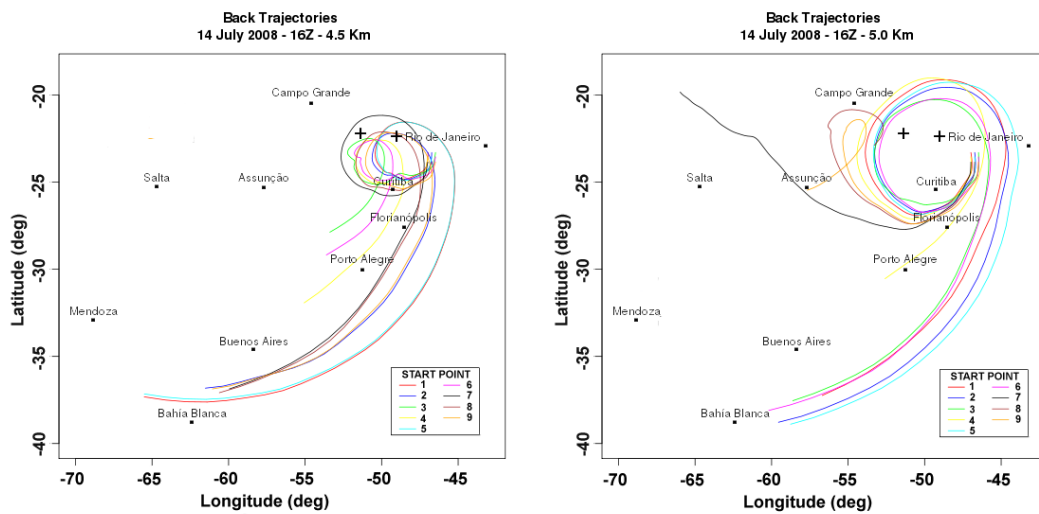 Back Trajectories
14 July 2008 - 16Z - 4.5 Km
Latitude (deg)
-20
-25
-30
-35
-40
Campo Grande
Rio de Janeiro
Salta
Assunção
Curitiba
Florianópolis
Porto Alegre
Mendoza
Buenos Aires
Bahía Blanca
START POINT
1 6
2 7
3 8
4 9
5
-70 -65 -60 -55 -50 -45
Longitude (deg)
Back Trajectories
14 July 2008 - 16Z - 5.0 Km
Latitude (deg)
-20
-25
-30
-35
-40
Campo Grande
Rio de Janeiro
Salta
Assunção
Curitiba
Florianópolis
Porto Alegre
Mendoza
Buenos Aires
Bahía Blanca
START POINT
1 6
2 7
3 8
4 9
5
-70 -65 -60 -55 -50 -45
Longitude (deg)